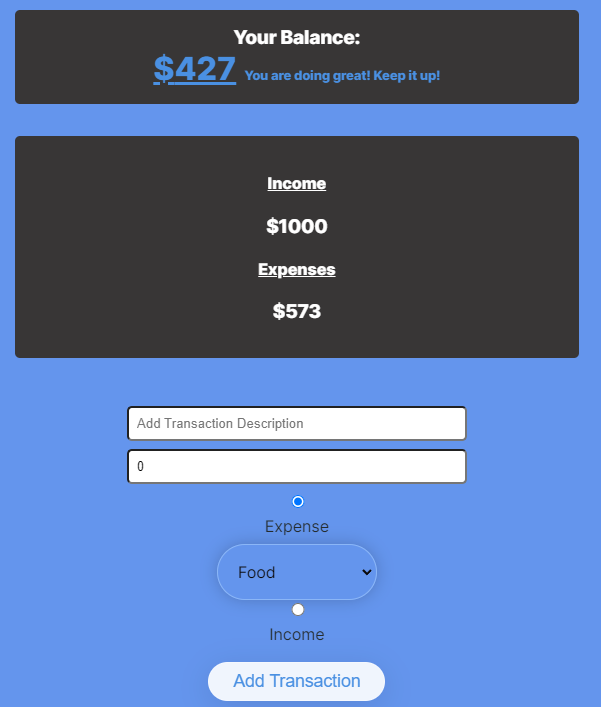 Your Balance:
$427 You are doing great! Keep it up!
Income
$1000
Expenses
$573
Add Transaction Description
0
Expense
Food
Income
Add Transaction